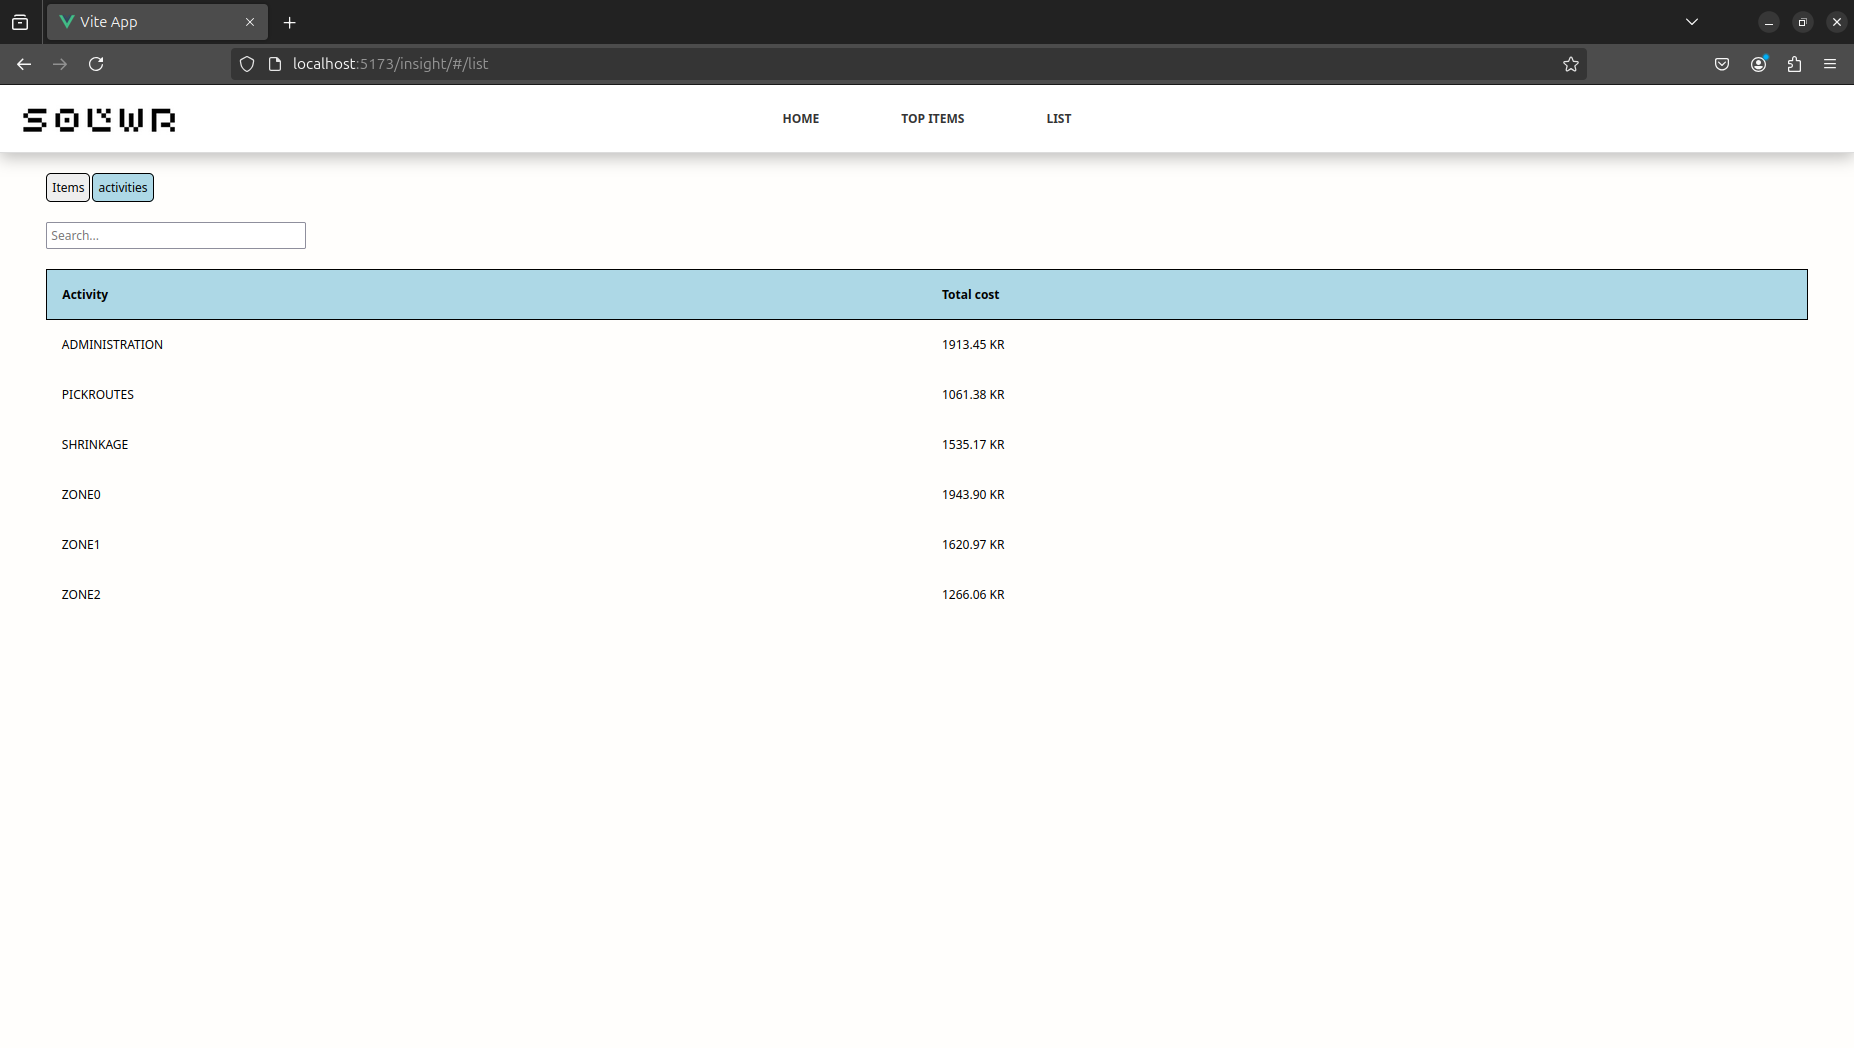 Vite App
localhost:5173/insight/#/list
SOLWR
HOME TOP ITEMS LIST
Items activities
Search...
Activity Total cost
ADMINISTRATION 1913.45 KR
PICKROUTES 1061.38 KR
SHRINKAGE 1535.17 KR
ZONE0 1943.90 KR
ZONE1 1620.97 KR
ZONE2 1266.06 KR